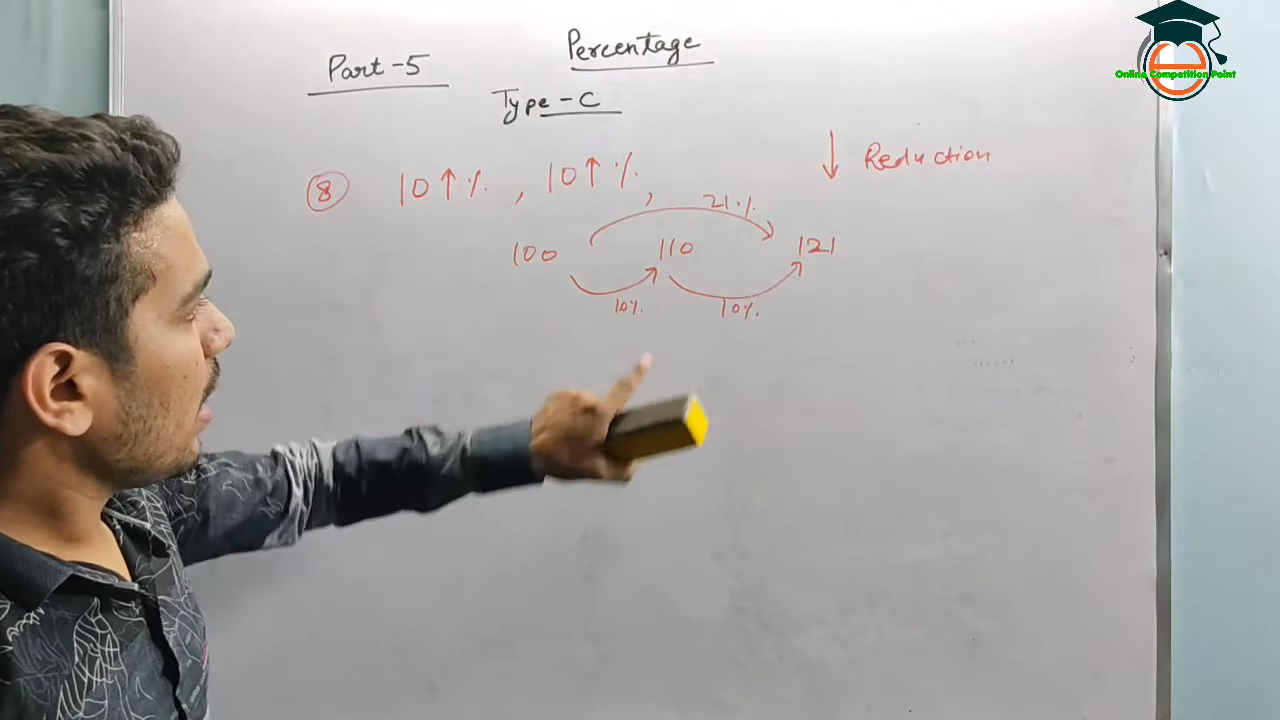 Part-5
Percentage
Type-C
Online Competition Point
↓ Reduction
⑧ 10↑%, 10↑%,
21%
100 110 121
10% 10%